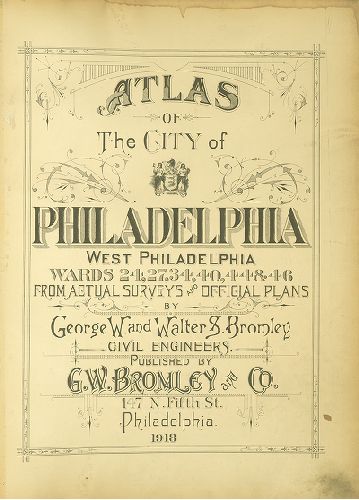 ATLAS
OF
The CITY of
PHILADELPHIA
WEST PHILADELPHIA
WARDS 24, 27, 34, 40, 44 & 46
FROM ACTUAL SURVEYS AND OFFICIAL PLANS
BY
George W. and Walter S. Bromley
CIVIL ENGINEERS.
PUBLISHED BY
G.W. BROMLEY AND CO.
147 N. Fifth St.
Philadelphia.
1918